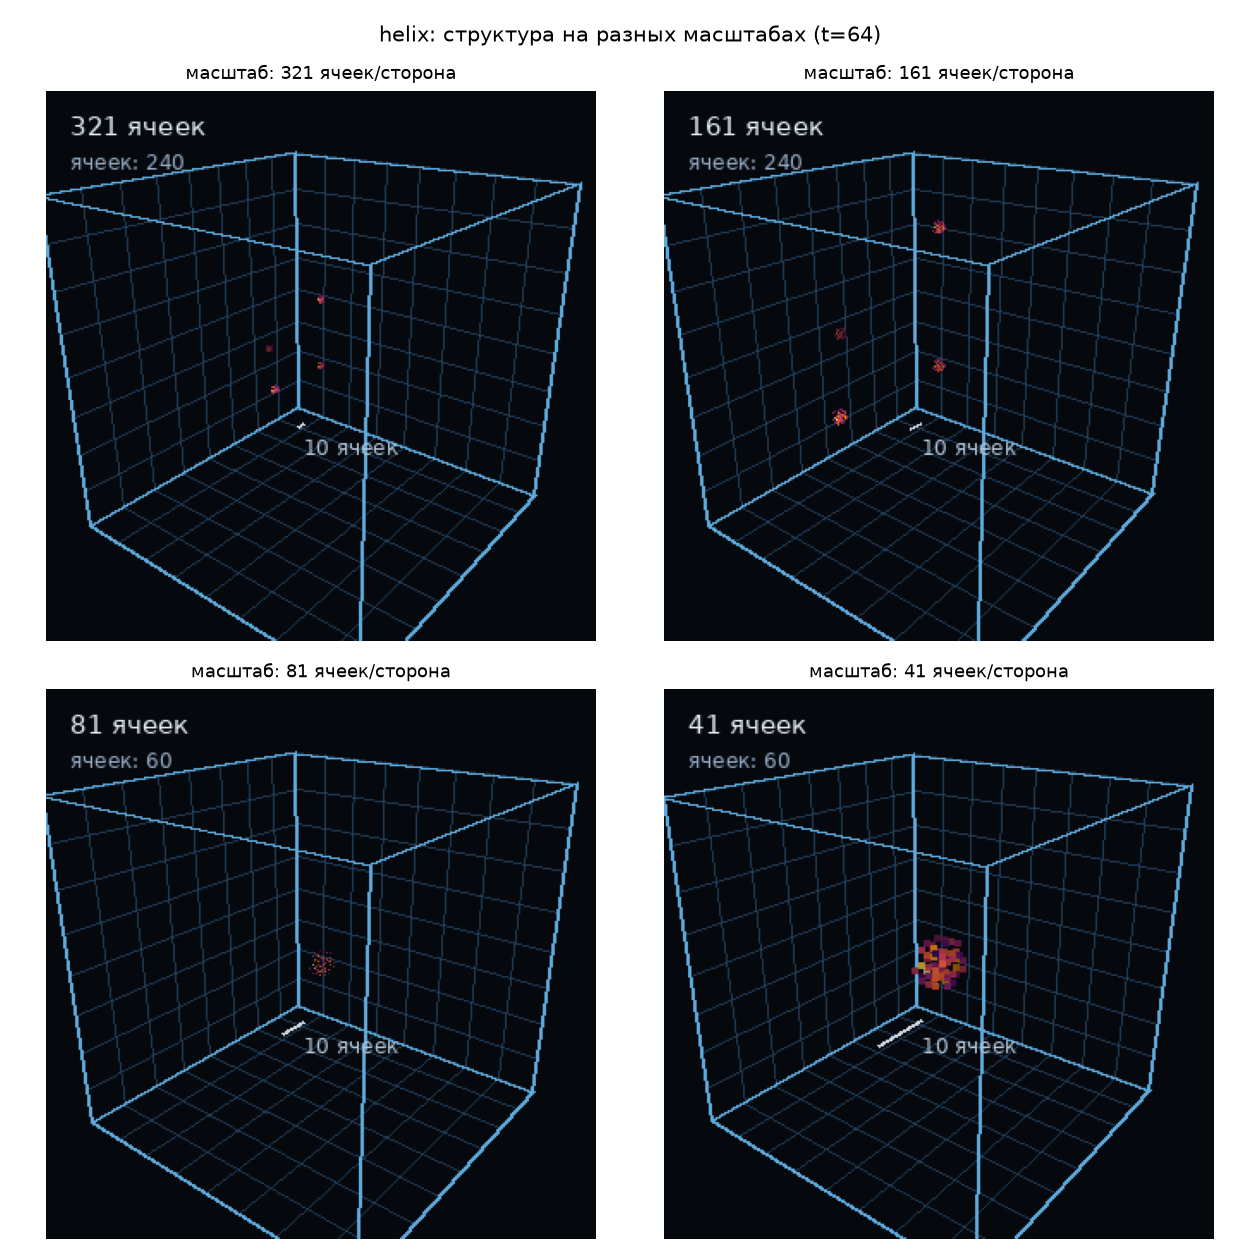 helix: структура на разных масштабах (t=64)
масштаб: 321 ячеек/сторона
321 ячеек
ячеек: 240
10 ячеек
масштаб: 161 ячеек/сторона
161 ячеек
ячеек: 240
10 ячеек
масштаб: 81 ячеек/сторона
81 ячеек
ячеек: 60
10 ячеек
масштаб: 41 ячеек/сторона
41 ячеек
ячеек: 60
10 ячеек